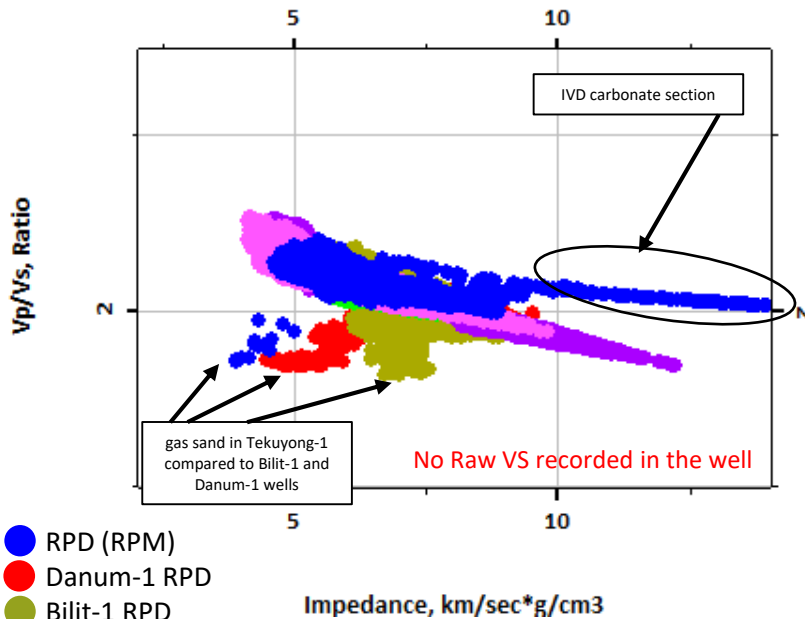 5
10
IVD carbonate section
Vp/Vs, Ratio
2
2
gas sand in Tekuyong-1
compared to Bilit-1 and
Danum-1 wells
No Raw VS recorded in the well
5
10
RPD (RPM)
Danum-1 RPD
Bilit-1 RPD
Impedance, km/sec*g/cm3